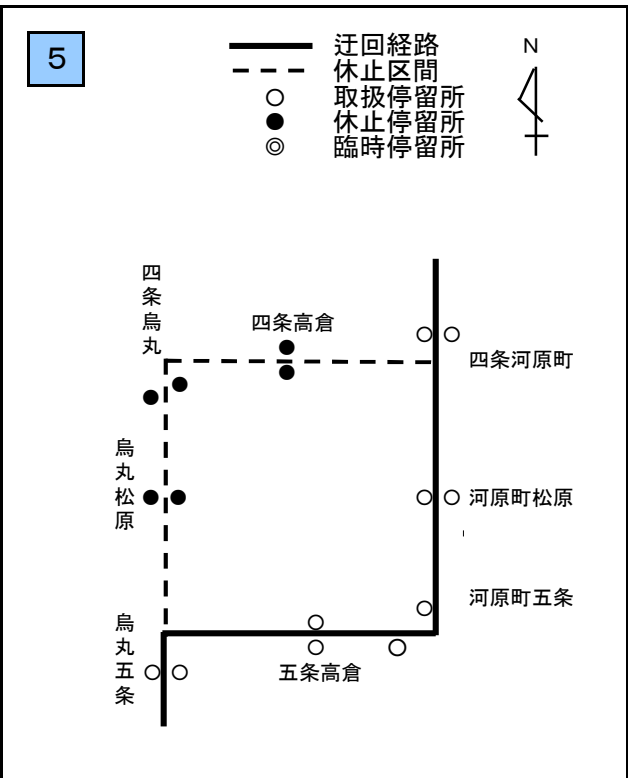 5
迂回経路
休止区間
取扱停留所
休止停留所
臨時停留所
N
四条烏丸
四条高倉
四条河原町
烏丸松原
河原町松原
河原町五条
烏丸五条
五条高倉